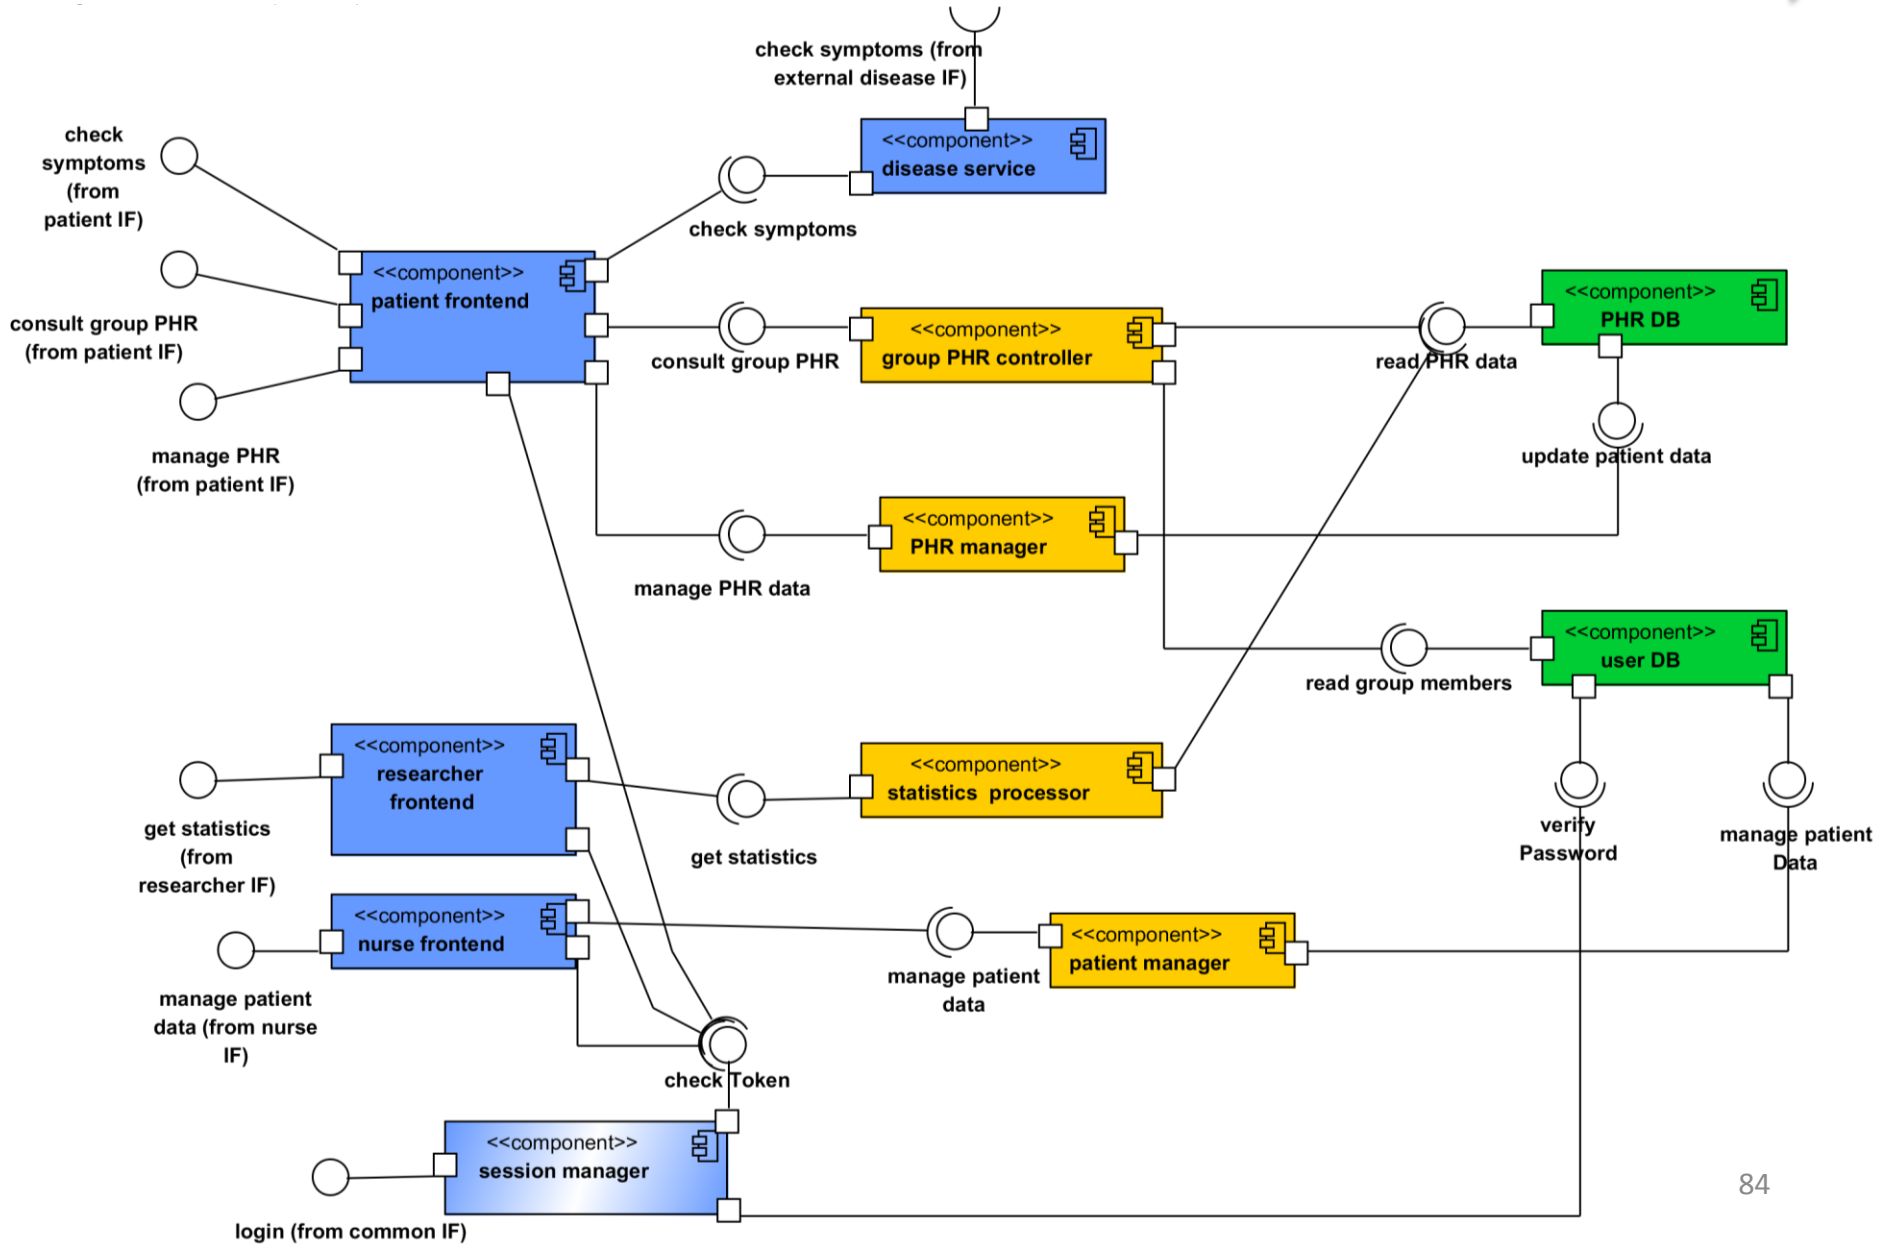 check symptoms (from
external disease IF)
<<component>>
disease service
check
symptoms
(from
patient IF)
check symptoms
<<component>>
patient frontend
consult group PHR
(from patient IF)
consult group PHR
<<component>>
group PHR controller
read PHR data
<<component>>
PHR DB
update patient data
manage PHR
(from patient IF)
<<component>>
PHR manager
manage PHR data
<<component>>
user DB
read group members
<<component>>
researcher
frontend
<<component>>
statistics processor
get statistics
(from
researcher IF)
get statistics
verify
Password
manage patient
Data
<<component>>
nurse frontend
<<component>>
patient manager
manage patient
data
manage patient
data (from nurse
IF)
check Token
<<component>>
session manager
login (from common IF)
84